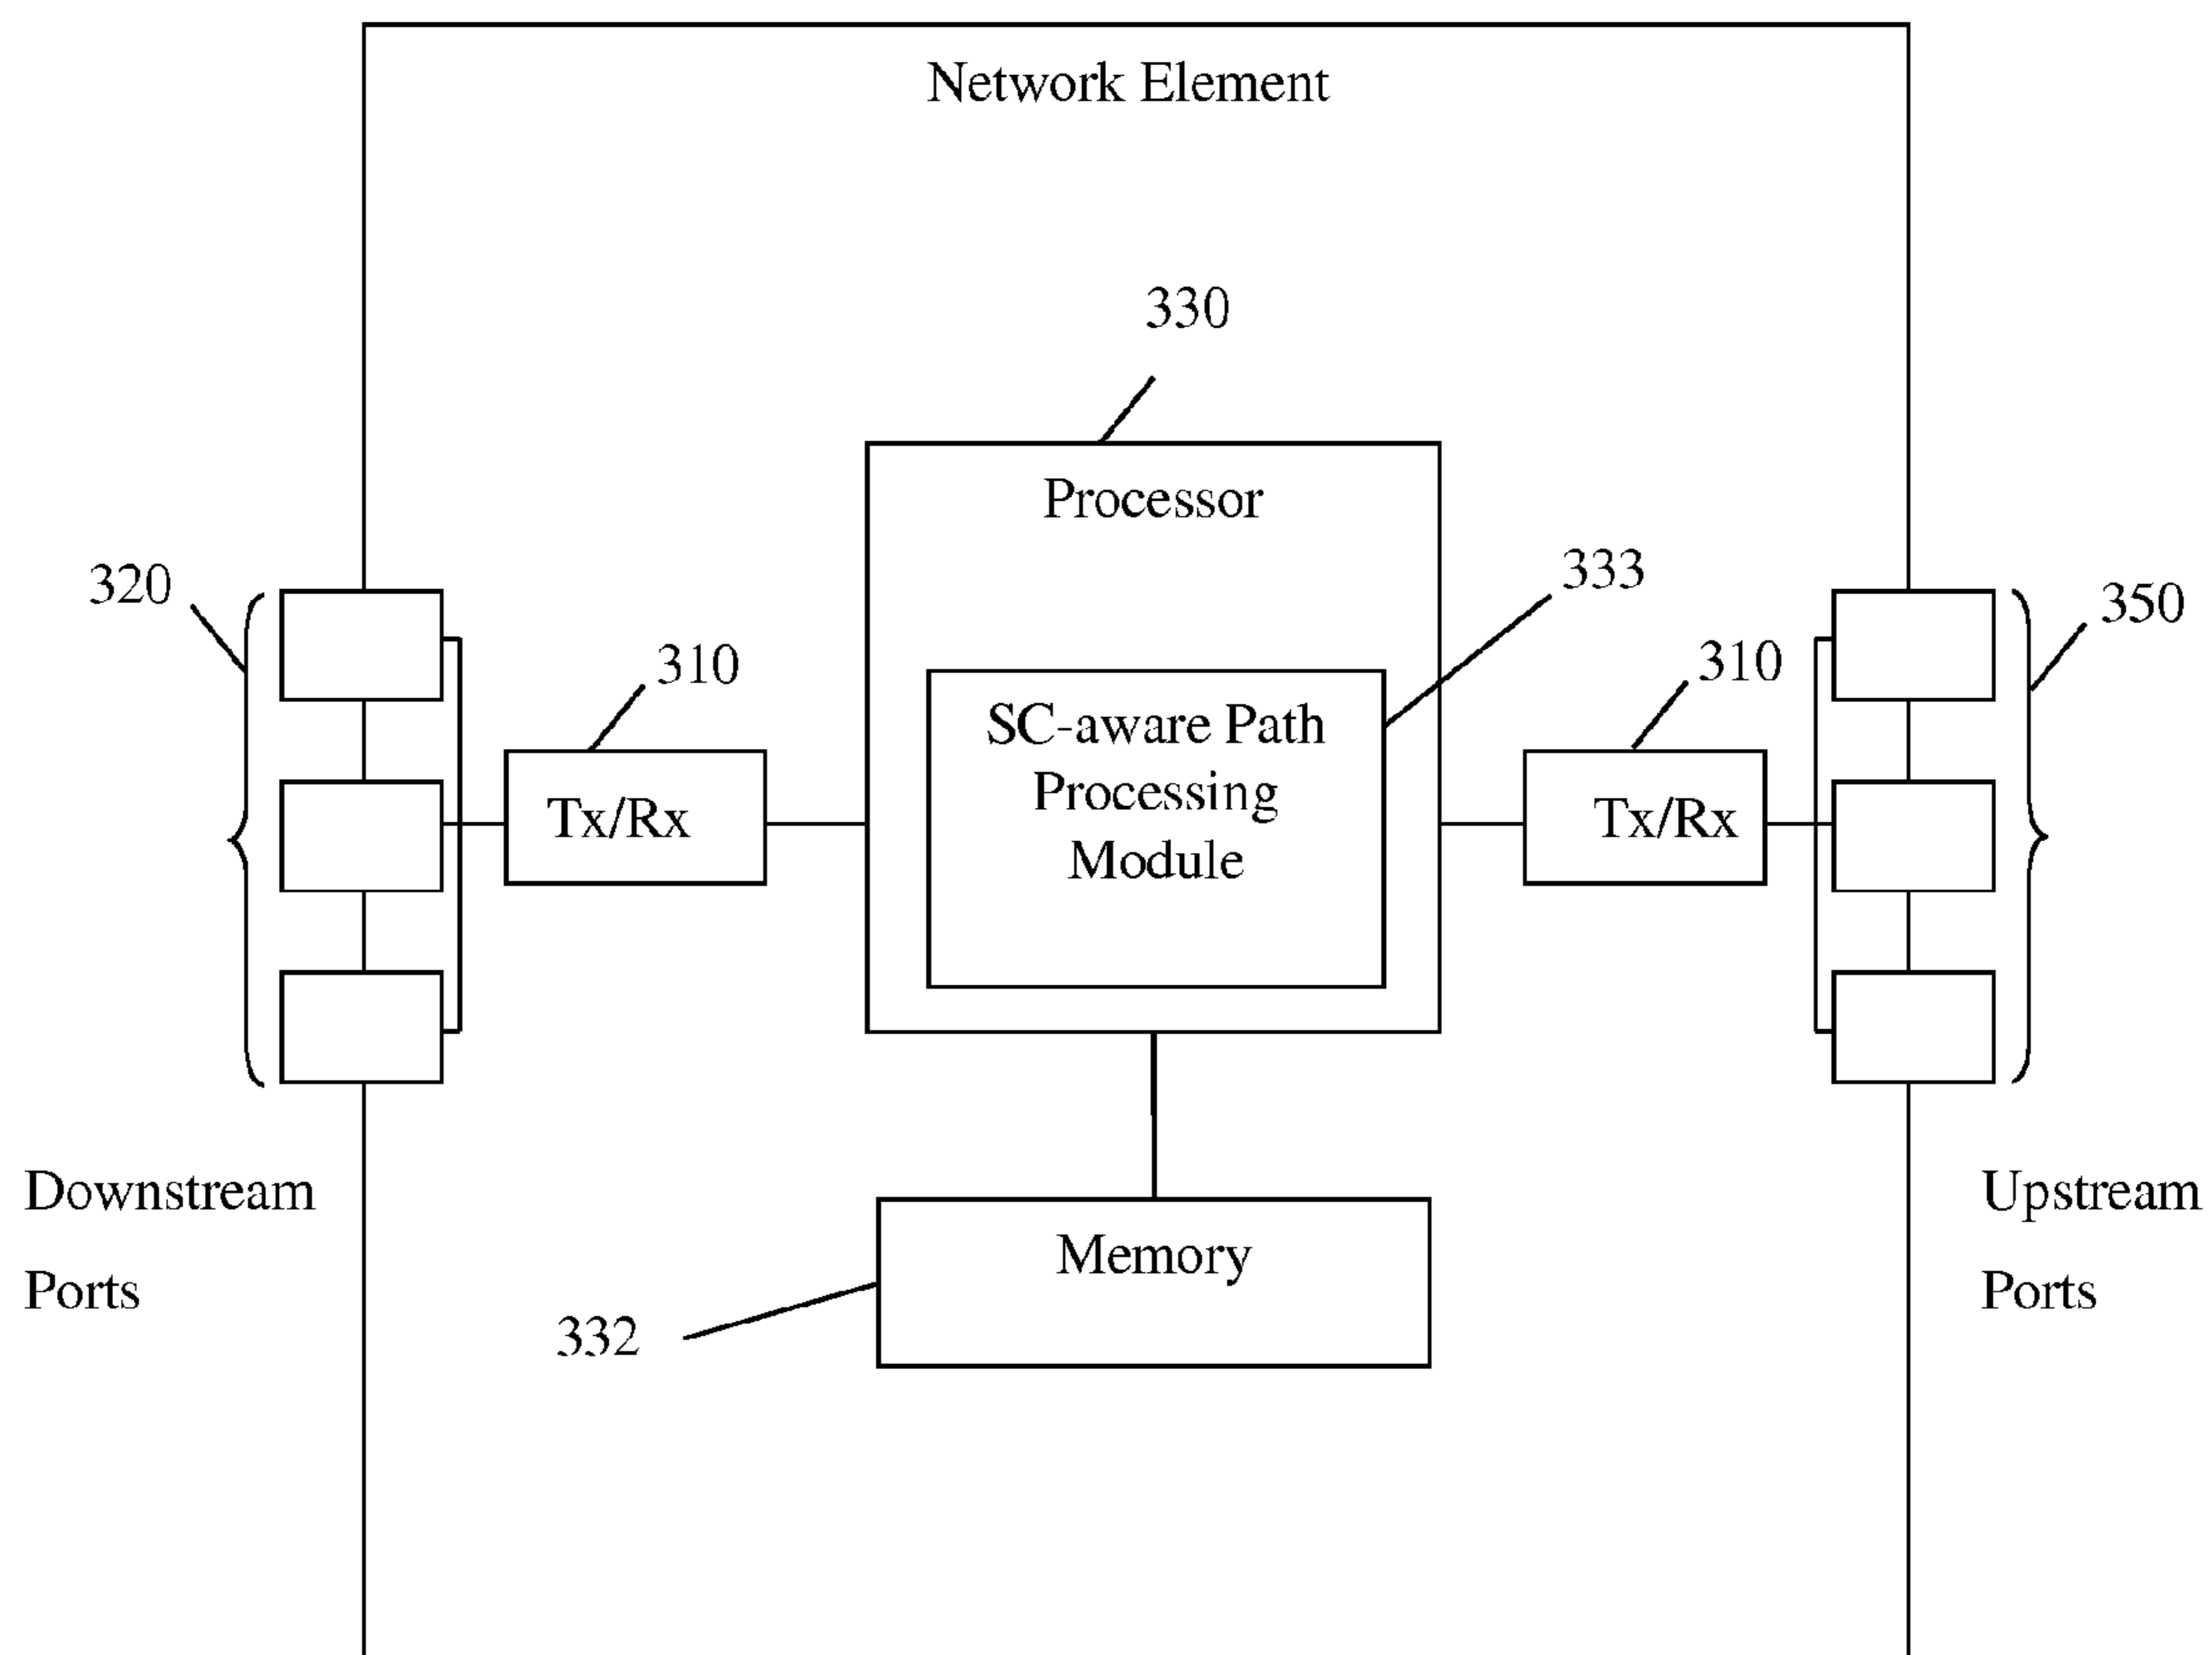 Network Element
330
Processor
333
320
350
310
310
SC-aware Path
Processing
Module
Tx/Rx
Tx/Rx
Downstream
Ports
Upstream
Ports
Memory
332